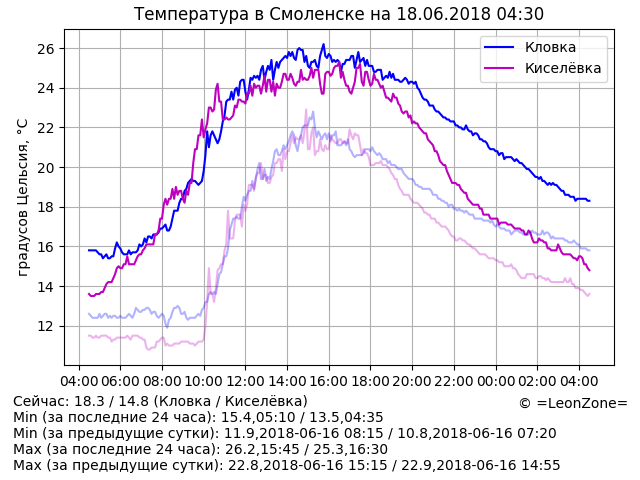 Температура в Смоленске на 18.06.2018 04:30
градусов Цельсия, °C
26
24
22
20
18
16
14
12
Кловка
Киселёвка
04:00 06:00 08:00 10:00 12:00 14:00 16:00 18:00 20:00 22:00 00:00 02:00 04:00
Сейчас: 18.3 / 14.8 (Кловка / Киселёвка)
© =LeonZone=
Min (за последние 24 часа): 15.4,05:10 / 13.5,04:35
Min (за предыдущие сутки): 11.9,2018-06-16 08:15 / 10.8,2018-06-16 07:20
Max (за последние 24 часа): 26.2,15:45 / 25.3,16:30
Max (за предыдущие сутки): 22.8,2018-06-16 15:15 / 22.9,2018-06-16 14:55